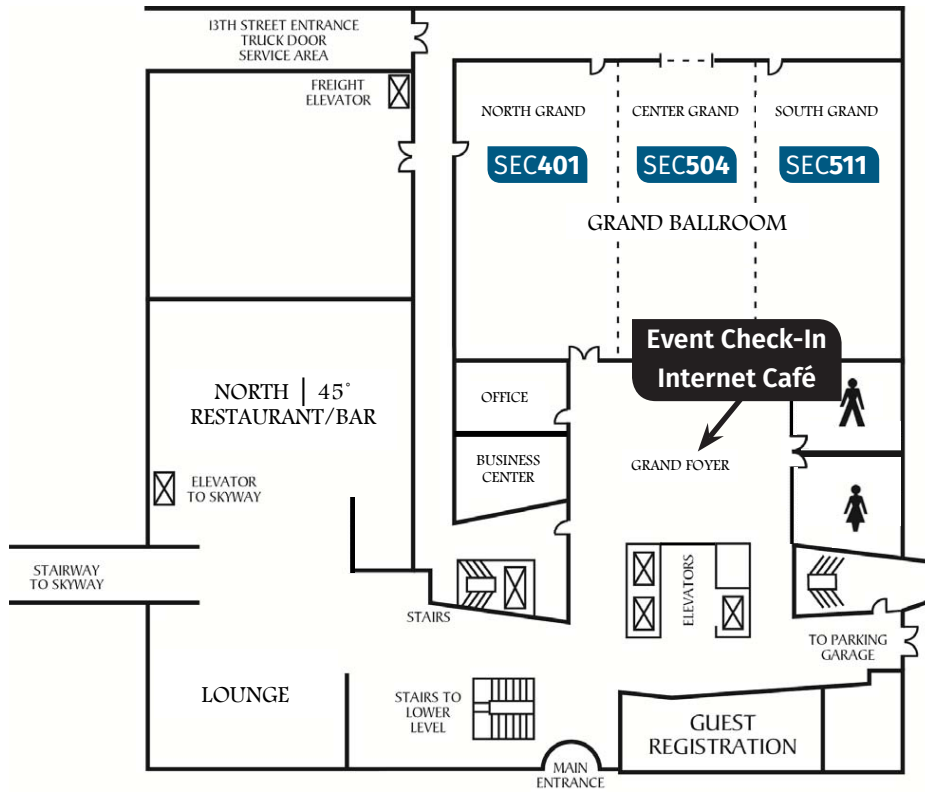 13TH STREET ENTRANCE
TRUCK DOOR
SERVICE AREA
FREIGHT
ELEVATOR
NORTH GRAND
CENTER GRAND
SOUTH GRAND
SEC401
SEC504
SEC511
GRAND BALLROOM
Event Check-In
Internet Café
NORTH | 45°
RESTAURANT/BAR
OFFICE
BUSINESS
CENTER
GRAND FOYER
ELEVATOR
TO SKYWAY
STAIRWAY
TO SKYWAY
ELEVATORS
STAIRS
TO PARKING
GARAGE
LOUNGE
STAIRS TO
LOWER
LEVEL
GUEST
REGISTRATION
MAIN
ENTRANCE